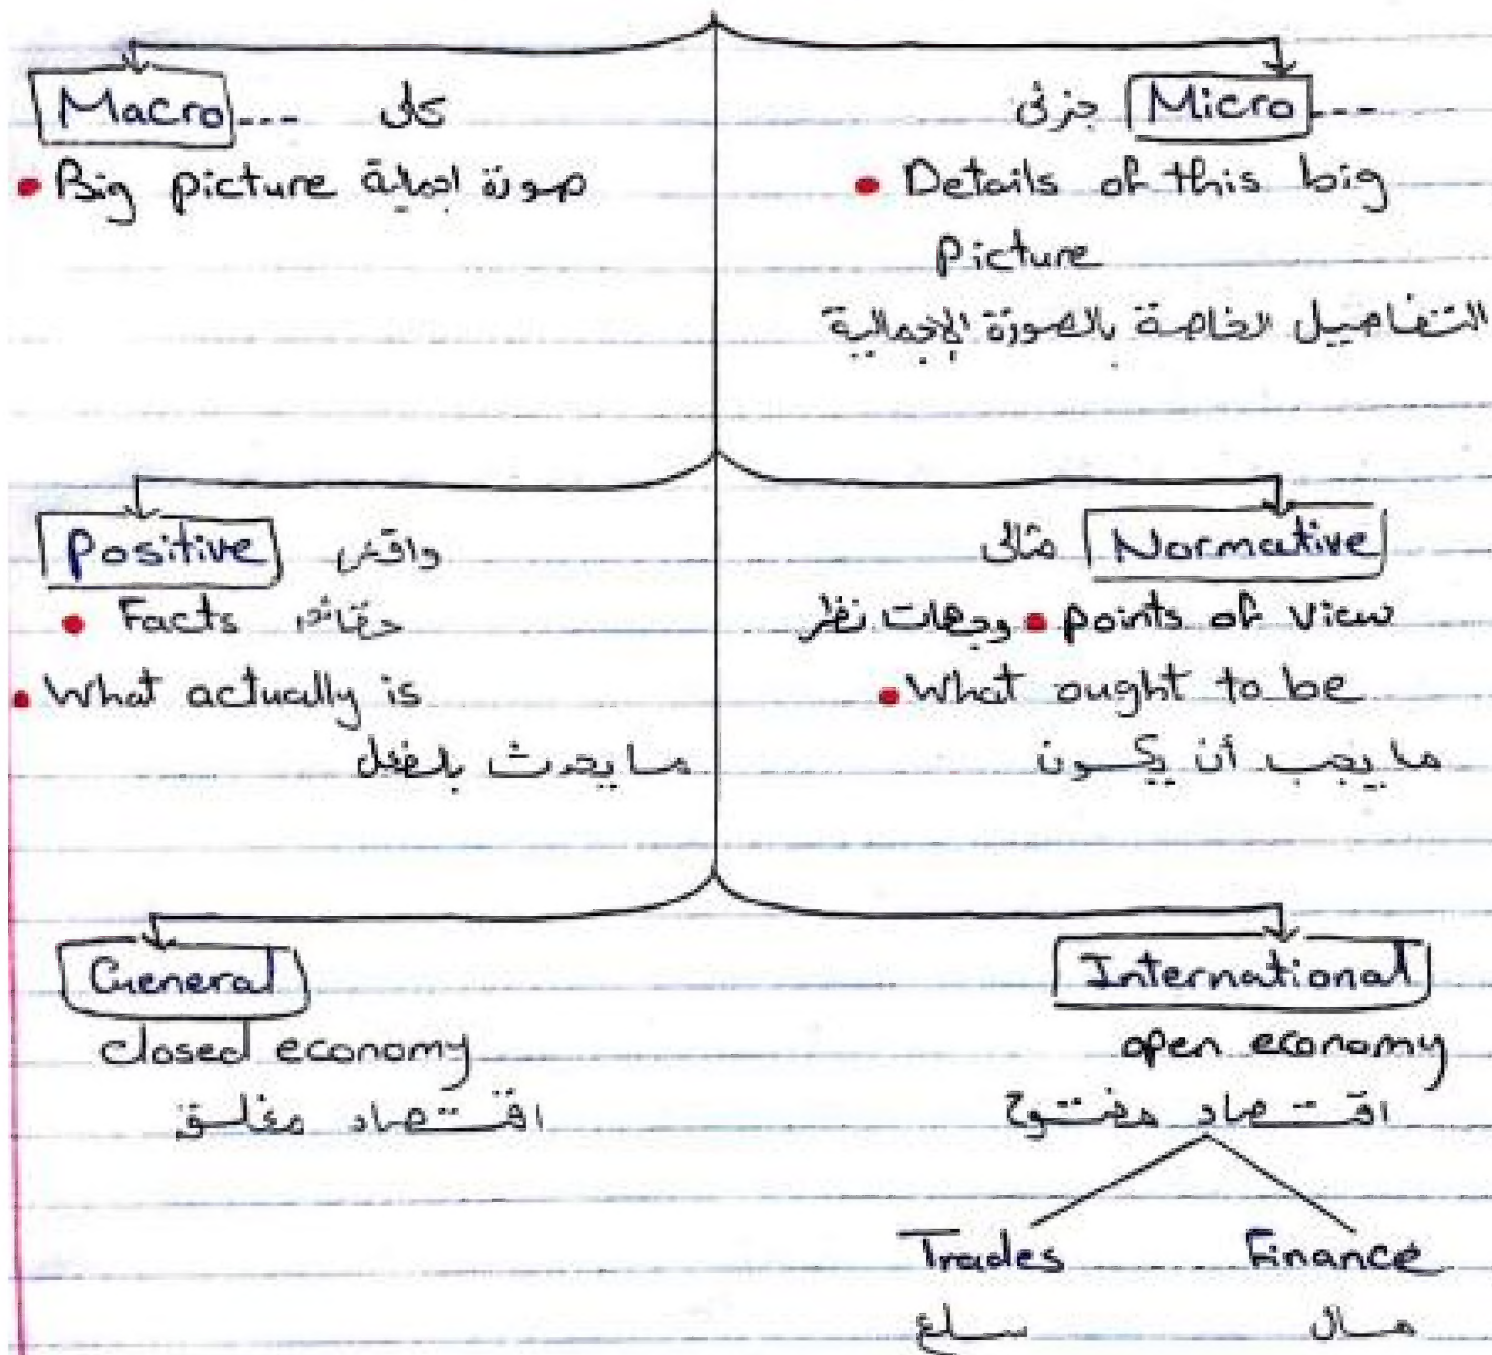 Macro --- كلى
• Big picture صورة اجمالية
جزئى Micro ---
• Details of this big
Picture
التفاصيل الخاصة بالصورة الإجمالية
Positive واقعى
• Facts حقائق
• What actually is
ما يحدث بالفعل
مثالى Normative
وجهات نظر • points of view
• What ought to be
ما يجب أن يكون
General
closed economy
اقتصاد مغلق
International
open economy
اقتصاد مفتوح
Trades Finance
سلع مال